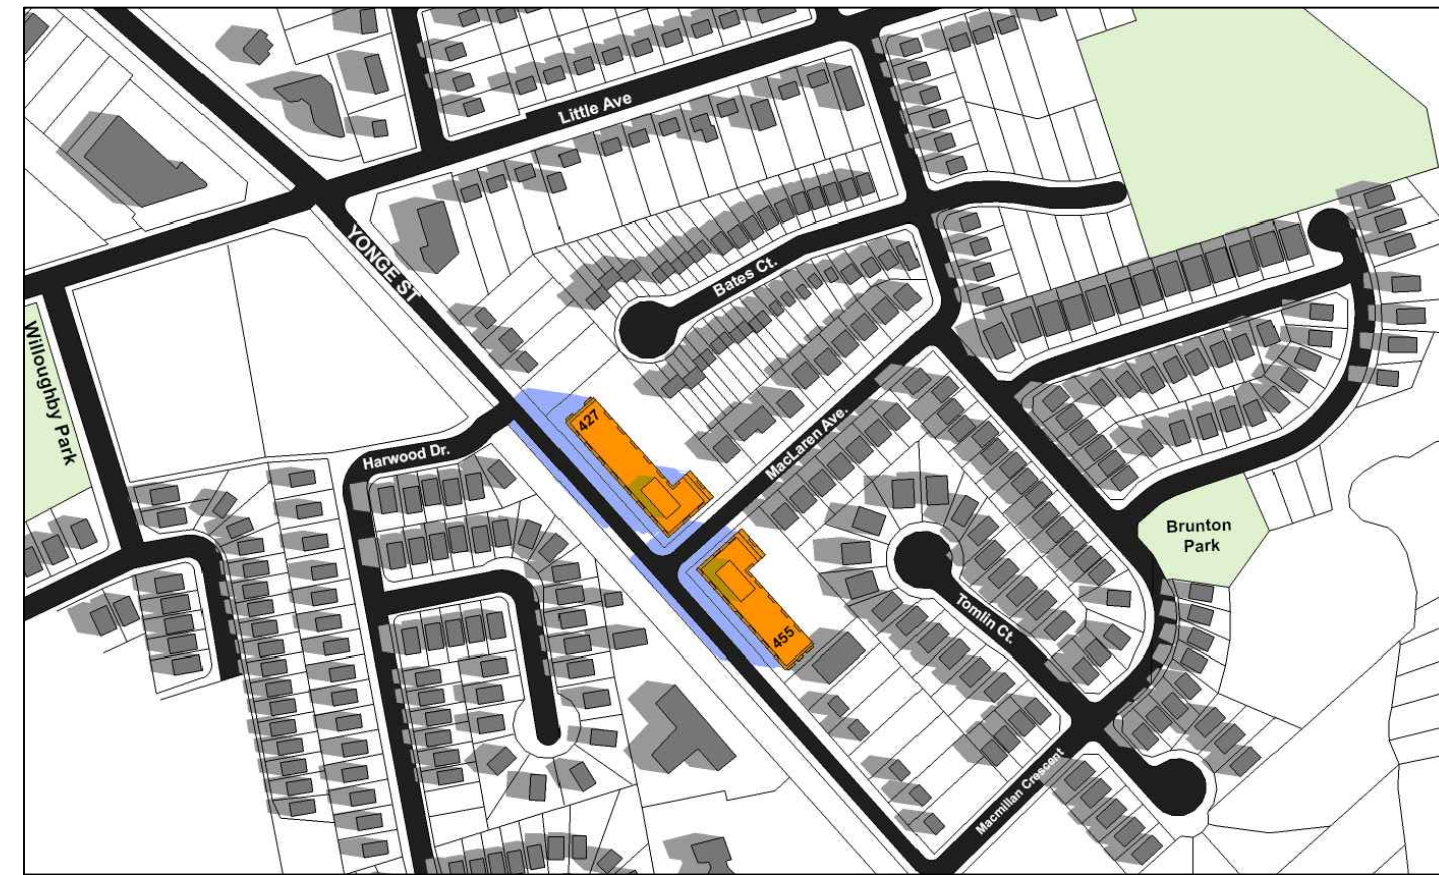 Little Ave
YONGE ST
Bates Ct.
Willoughby Park
427
MacLaren Ave.
Harwood Dr.
Brunton
Park
455
Tomlin Ct.
Macmillan Crescent